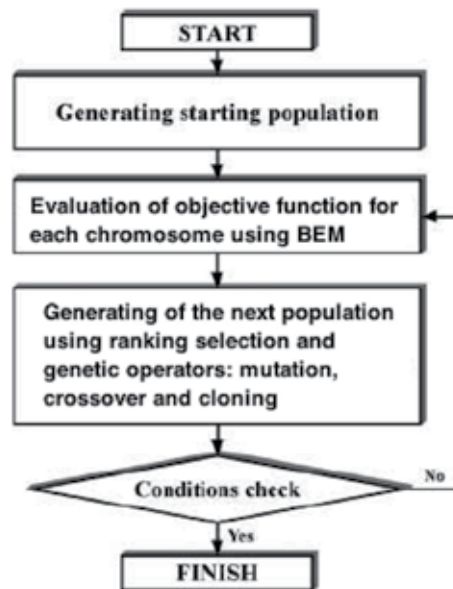 START
Generating starting population
Evaluation of objective function for
each chromosome using BEM
Generating of the next population
using ranking selection and
genetic operators: mutation,
crossover and cloning
Conditions check
No
Yes
FINISH